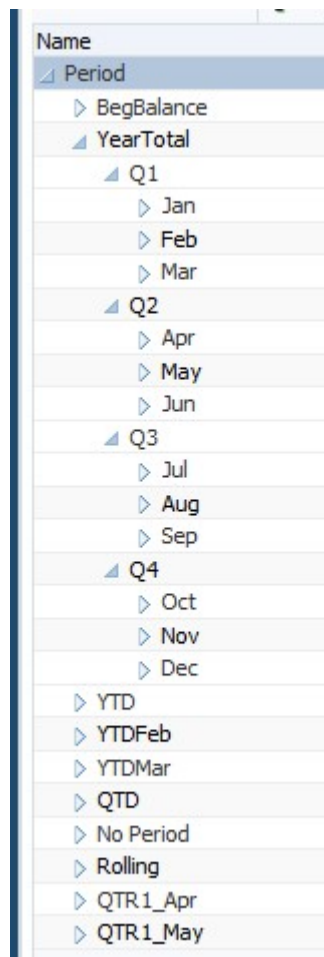 Name
Period
BegBalance
YearTotal
Q1
Jan
Feb
Mar
Q2
Apr
May
Jun
Q3
Jul
Aug
Sep
Q4
Oct
Nov
Dec
YTD
YTDFeb
YTDMar
QTD
No Period
Rolling
QTR1_Apr
QTR1_May